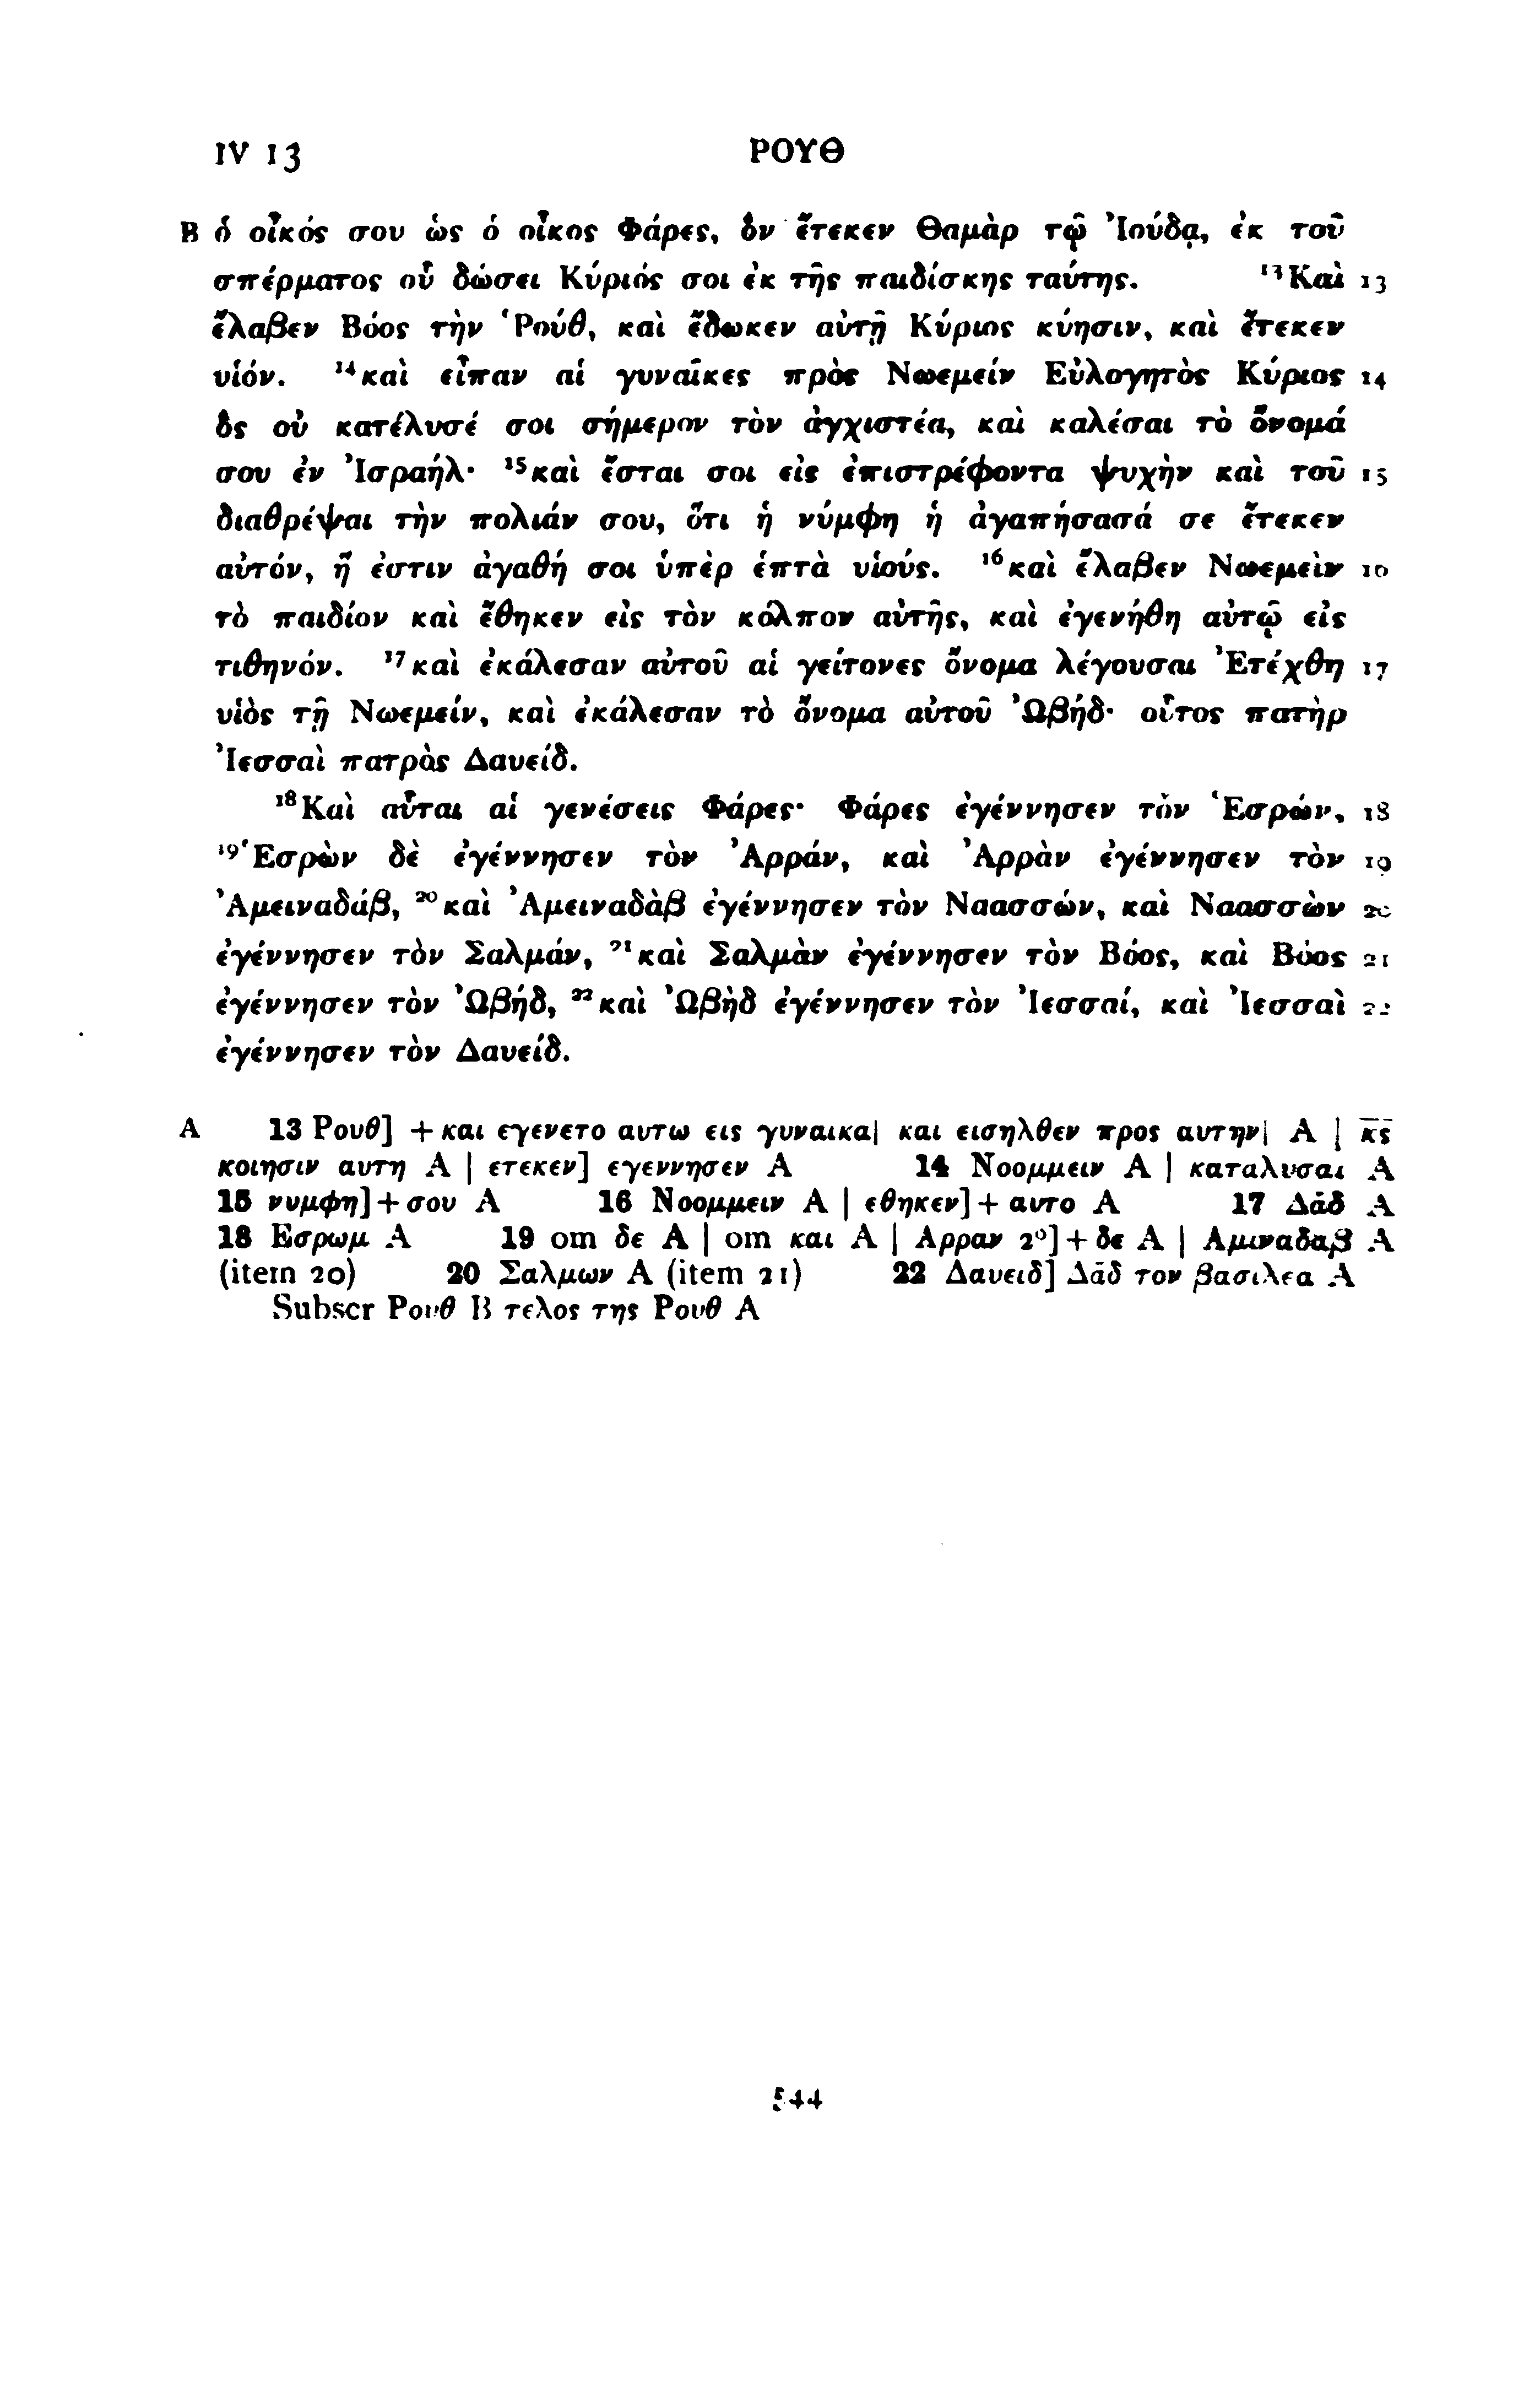 IV 13 ΡΟΥΘ
B ὁ οἶκός σου ὡς ὁ οἶκος Φάρες, ὃν ἔτεκεν Θαμὰρ τῷ Ἰούδᾳ, ἐκ τοῦ
σπέρματος οὗ δώσει Κύριός σοι ἐκ τῆς παιδίσκης ταύτης. ¹³Καὶ 13
ἔλαβεν Βόος τὴν Ῥούθ, καὶ ἔδωκεν αὐτῇ Κύριος κύησιν, καὶ ἔτεκεν
υἱόν. ¹⁴καὶ εἶπαν αἱ γυναῖκες πρὸς Νωεμείν Εὐλογητὸς Κύριος 14
ὃς οὐ κατέλυσέ σοι σήμερον τὸν ἀγχιστέα, καὶ καλέσαι τὸ ὄνομά
σου ἐν Ἰσραήλ· ¹⁵καὶ ἔσται σοι εἰς ἐπιστρέφοντα ψυχὴν καὶ τοῦ 15
διαθρέψαι τὴν πολιάν σου, ὅτι ἡ νύμφη ἡ ἀγαπήσασά σε ἔτεκεν
αὐτόν, ἥ ἐστιν ἀγαθή σοι ὑπὲρ ἑπτὰ υἱούς. ¹⁶καὶ ἔλαβεν Νωεμεὶν 16
τὸ παιδίον καὶ ἔθηκεν εἰς τὸν κόλπον αὐτῆς, καὶ ἐγενήθη αὐτῷ εἰς
τιθηνόν. ¹⁷καὶ ἐκάλεσαν αὐτοῦ αἱ γείτονες ὄνομα λέγουσαι Ἐτέχθη 17
υἱὸς τῇ Νωεμείν, καὶ ἐκάλεσαν τὸ ὄνομα αὐτοῦ Ὠβήδ· οὗτος πατὴρ
Ἰεσσαὶ πατρὸς Δαυείδ.
¹⁸Καὶ αὗται αἱ γενέσεις Φάρες· Φάρες ἐγέννησεν τὸν Ἑσρών, 18
¹⁹Ἑσρὼν δὲ ἐγέννησεν τὸν Ἀρράν, καὶ Ἀρρὰν ἐγέννησεν τὸν 19
Ἀμειναδάβ, ²⁰καὶ Ἀμειναδὰβ ἐγέννησεν τὸν Ναασσών, καὶ Ναασσὼν 20
ἐγέννησεν τὸν Σαλμάν, ²¹καὶ Σαλμὰν ἐγέννησεν τὸν Βόος, καὶ Βόος 21
ἐγέννησεν τὸν Ὠβήδ, ²²καὶ Ὠβὴδ ἐγέννησεν τὸν Ἰεσσαί, καὶ Ἰεσσαὶ 22
ἐγέννησεν τὸν Δαυείδ.
A 13 Ρουθ] + και εγενετο αυτω εις γυναικα| και εισηλθεν προς αυτην| A | κ̅ς̅
κοιησιν αυτη A | ετεκεν] εγεννησεν A 14 Νοομμειν A | καταλυσαι A
15 νυμφη] + σου A 16 Νοομμειν A | εθηκεν] + αυτο A 17 Δα̅δ A
18 Εσρωμ A 19 om δε A | om και A | Αρραν 2⁰] + δε A | Αμιναδαβ A
(item 20) 20 Σαλμων A (item 21) 22 Δαυειδ] Δα̅δ τον βασιλεα A
Subscr Ρουθ B τελος της Ρουθ A
544